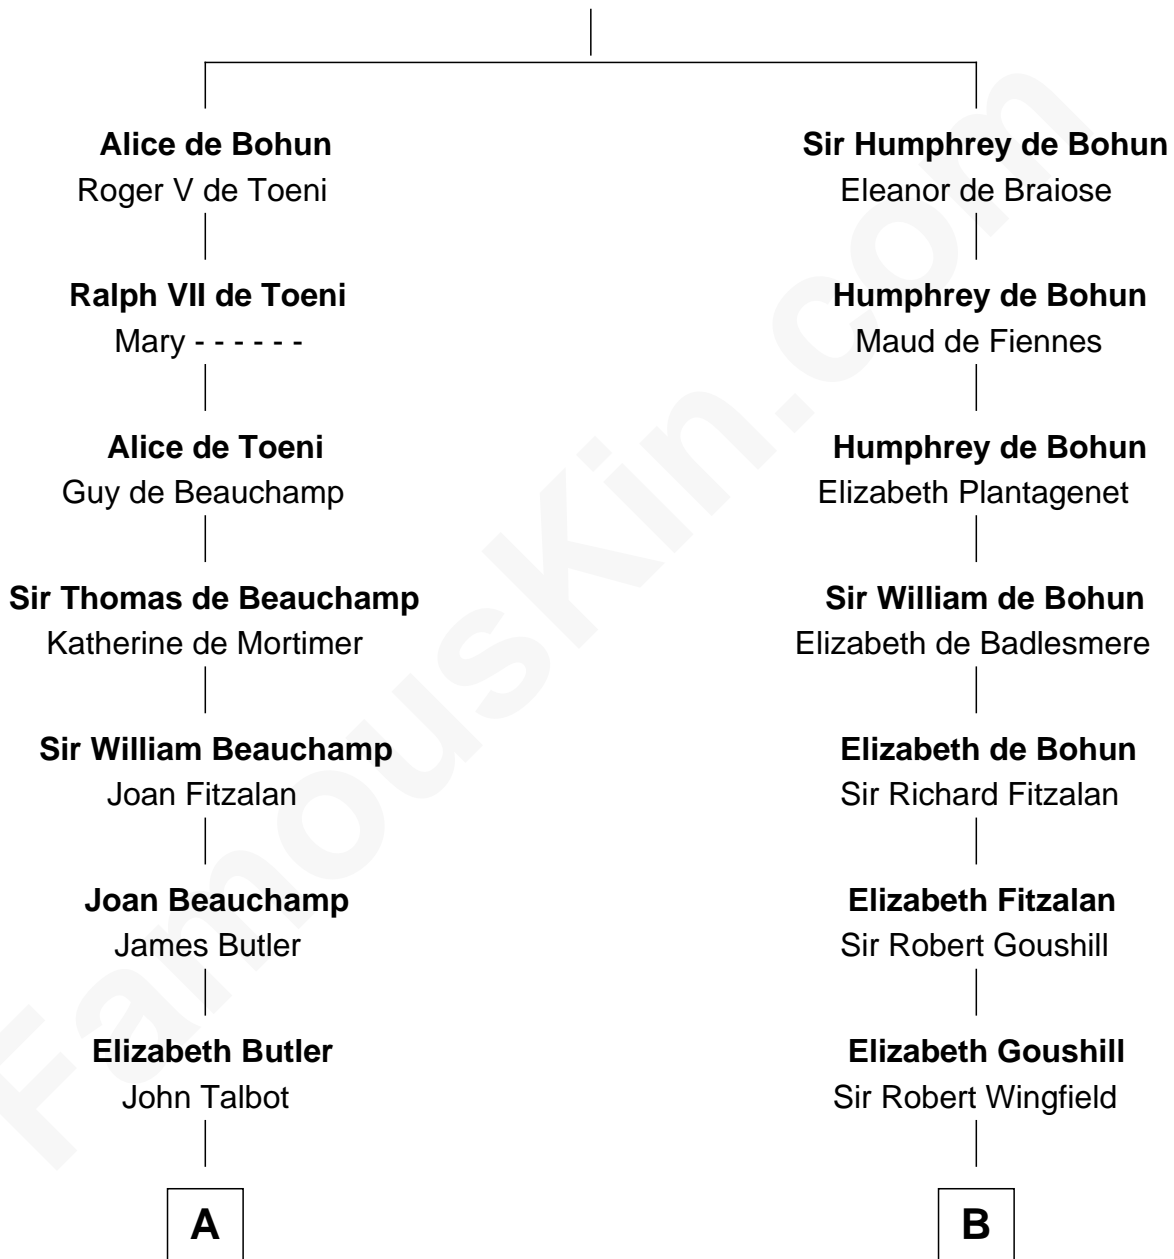 Alice de Bohun
Roger V de Toeni
Ralph VII de Toeni
Mary - - - - - -
Alice de Toeni
Guy de Beauchamp
Sir Thomas de Beauchamp
Katherine de Mortimer
Sir William Beauchamp
Joan Fitzalan
Joan Beauchamp
James Butler
Elizabeth Butler
John Talbot
A
Sir Humphrey de Bohun
Eleanor de Braiose
Humphrey de Bohun
Maud de Fiennes
Humphrey de Bohun
Elizabeth Plantagenet
Sir William de Bohun
Elizabeth de Badlesmere
Elizabeth de Bohun
Sir Richard Fitzalan
Elizabeth Fitzalan
Sir Robert Goushill
Elizabeth Goushill
Sir Robert Wingfield
B
FamousKin.com